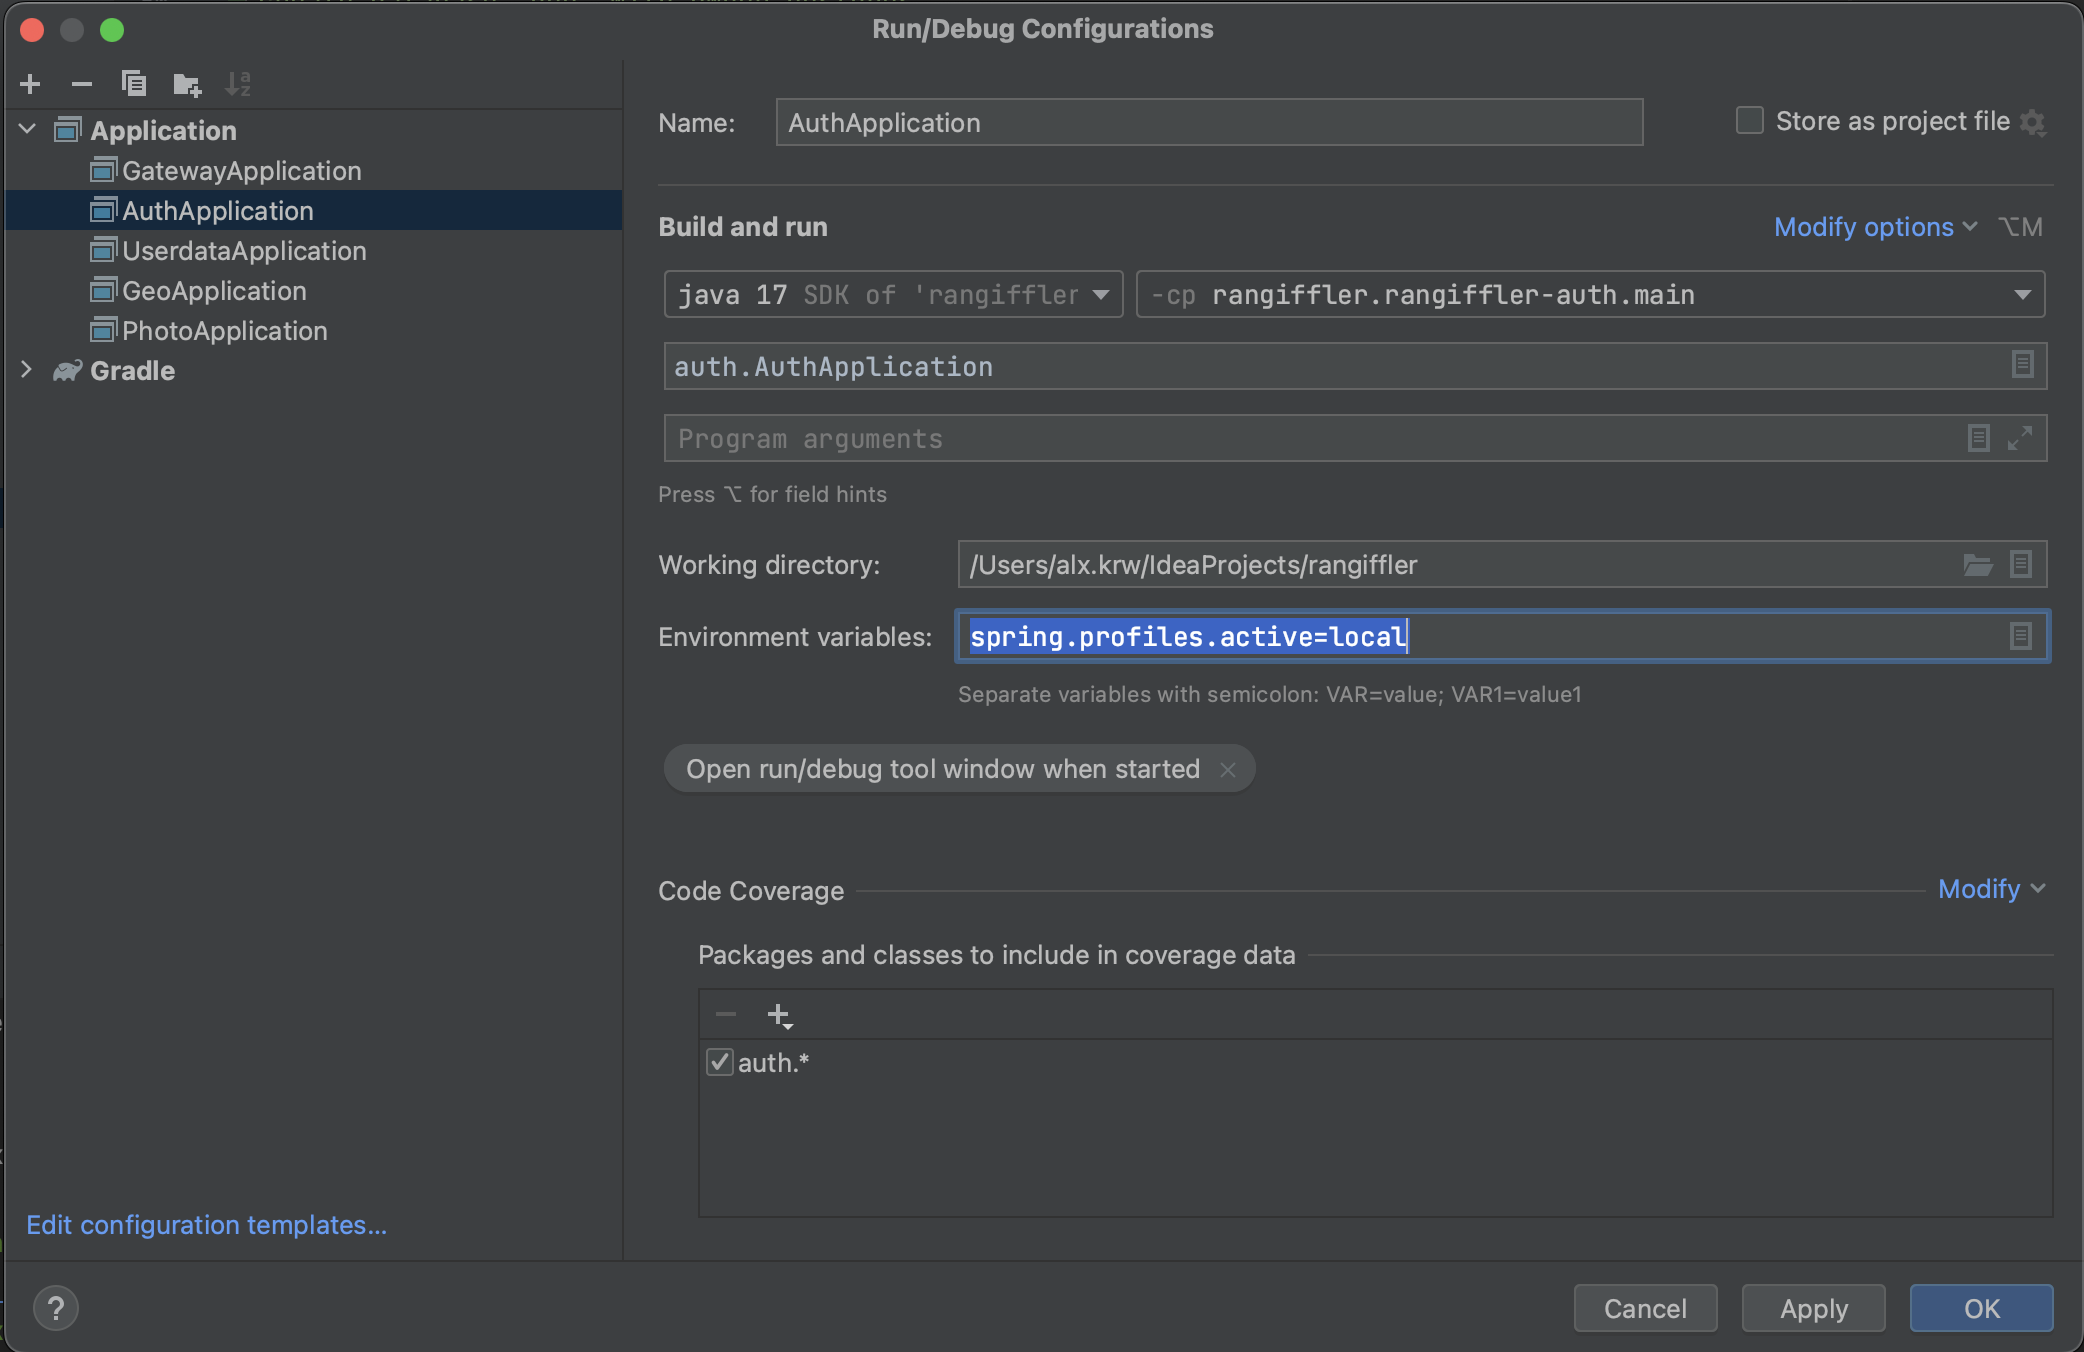 Run/Debug Configurations
Application
GatewayApplication
AuthApplication
UserdataApplication
GeoApplication
PhotoApplication
Gradle
Edit configuration templates...
Name: AuthApplication
Store as project file
Build and run
Modify options ⌥M
java 17 SDK of 'rangiffler
-cp rangiffler.rangiffler-auth.main
auth.AuthApplication
Program arguments
Press ⌥ for field hints
Working directory: /Users/alx.krw/IdeaProjects/rangiffler
Environment variables: spring.profiles.active=local
Separate variables with semicolon: VAR=value; VAR1=value1
Open run/debug tool window when started
Code Coverage
Modify
Packages and classes to include in coverage data
auth.*
?
Cancel
Apply
OK